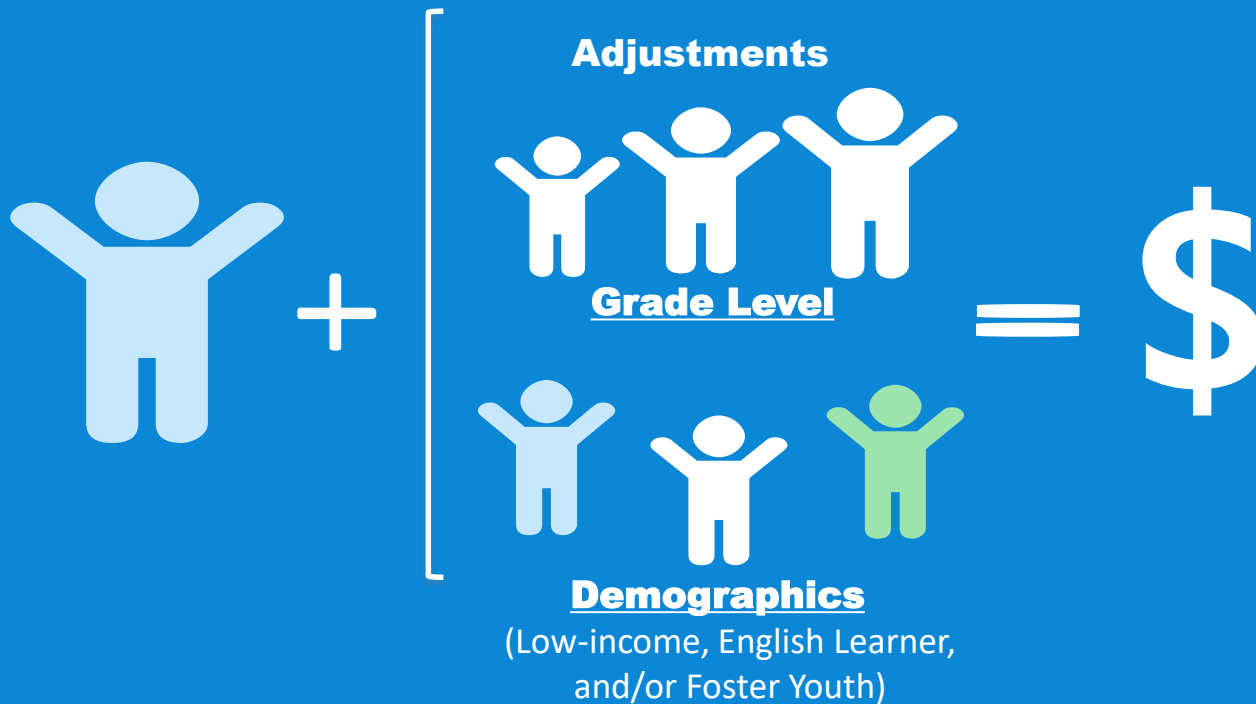 Adjustments
+
Grade Level
= $
Demographics
(Low-income, English Learner,
and/or Foster Youth)